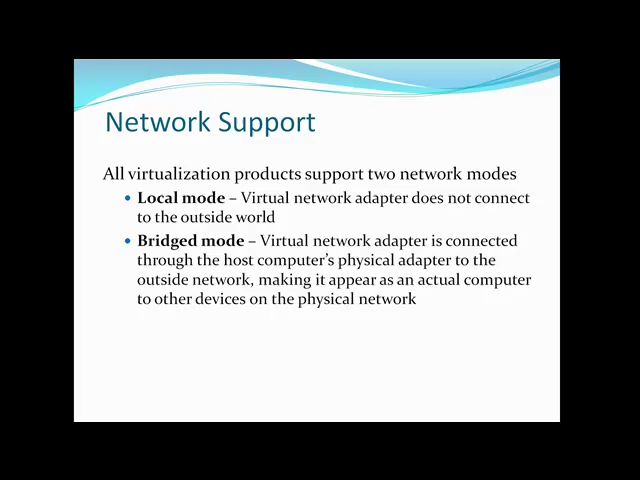 Network Support
All virtualization products support two network modes
• Local mode – Virtual network adapter does not connect
to the outside world
• Bridged mode – Virtual network adapter is connected
through the host computer's physical adapter to the
outside network, making it appear as an actual computer
to other devices on the physical network